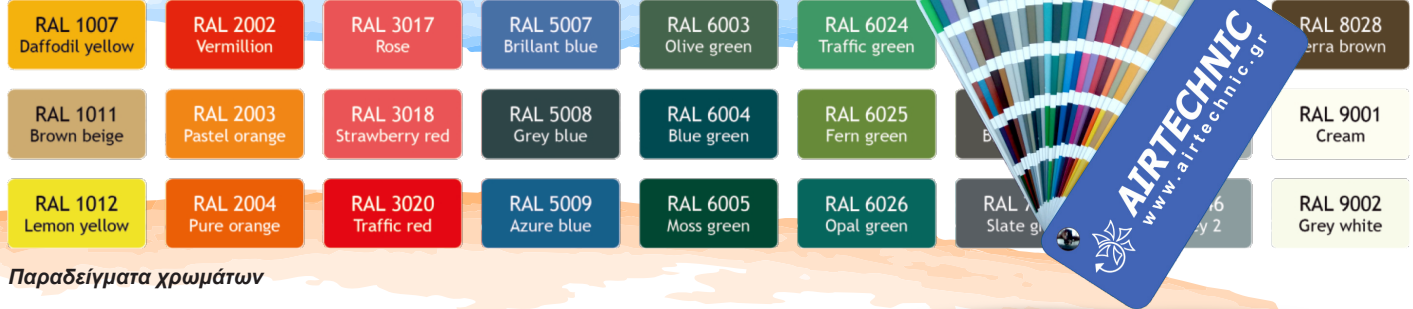 RAL 1007
Daffodil yellow
RAL 2002
Vermillion
RAL 3017
Rose
RAL 5007
Brillant blue
RAL 6003
Olive green
RAL 6024
Traffic green
RAL 8028
brown
RAL 1011
Brown beige
RAL 2003
Pastel orange
RAL 3018
Strawberry red
RAL 5008
Grey blue
RAL 6004
Blue green
RAL 6025
Fern green
RAL 9001
Cream
RAL 1012
Lemon yellow
RAL 2004
Pure orange
RAL 3020
Traffic red
RAL 5009
Azure blue
RAL 6005
Moss green
RAL 6026
Opal green
RAL
Slate
2
RAL 9002
Grey white
AIRTECHNIC
www.airtechnic.gr
Παραδείγματα χρωμάτων